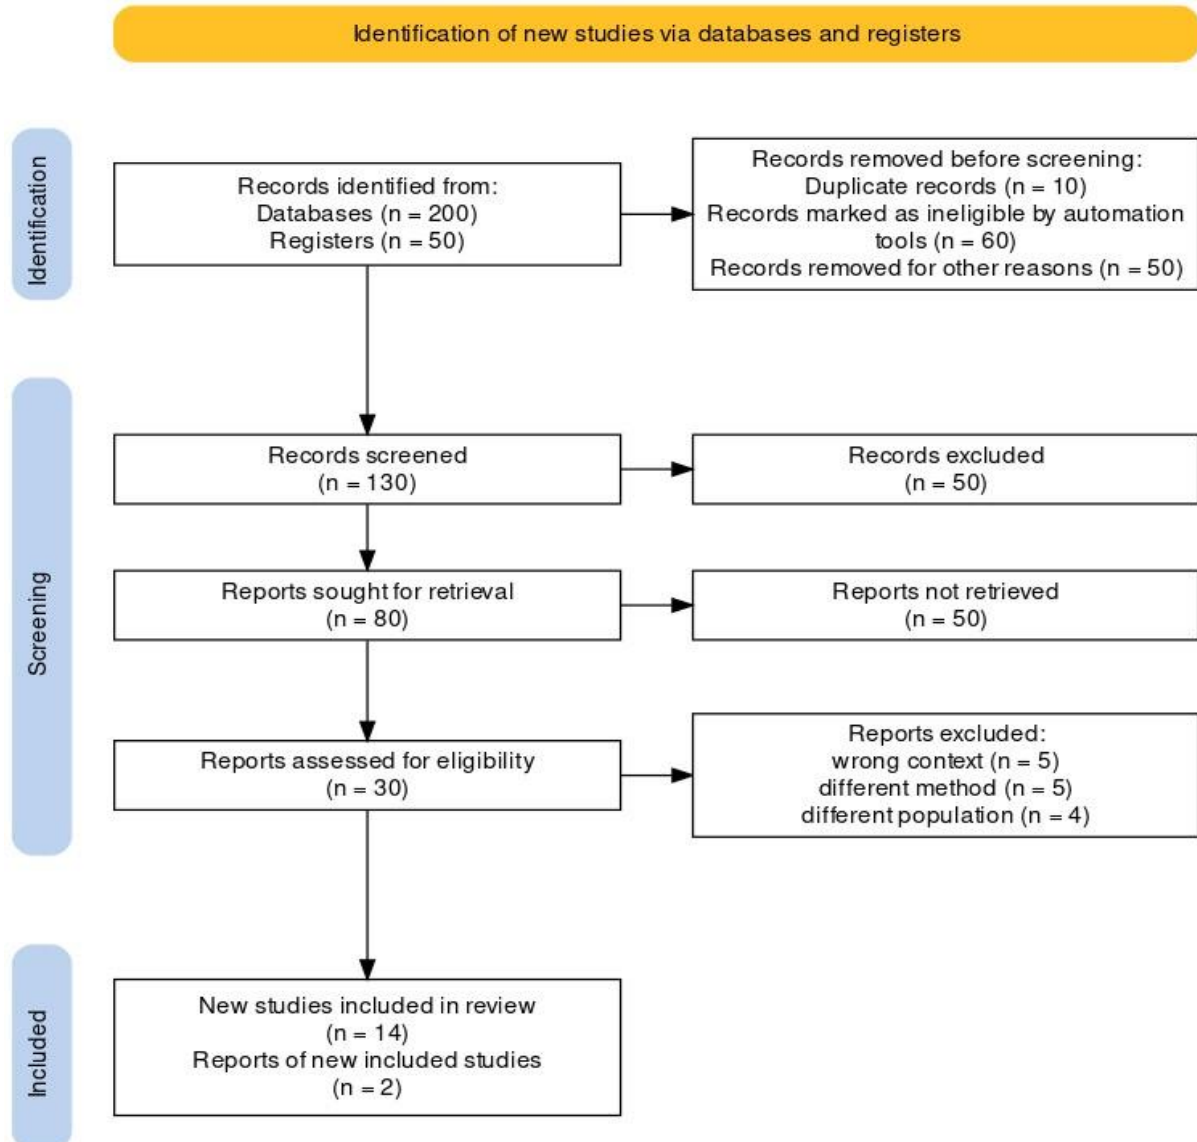 Identification of new studies via databases and registers
Identification
Records identified from:
Databases (n = 200)
Registers (n = 50)
Records removed before screening:
Duplicate records (n = 10)
Records marked as ineligible by automation
tools (n = 60)
Records removed for other reasons (n = 50)
Screening
Records screened
(n = 130)
Records excluded
(n = 50)
Reports sought for retrieval
(n = 80)
Reports not retrieved
(n = 50)
Reports assessed for eligibility
(n = 30)
Reports excluded:
wrong context (n = 5)
different method (n = 5)
different population (n = 4)
Included
New studies included in review
(n = 14)
Reports of new included studies
(n = 2)